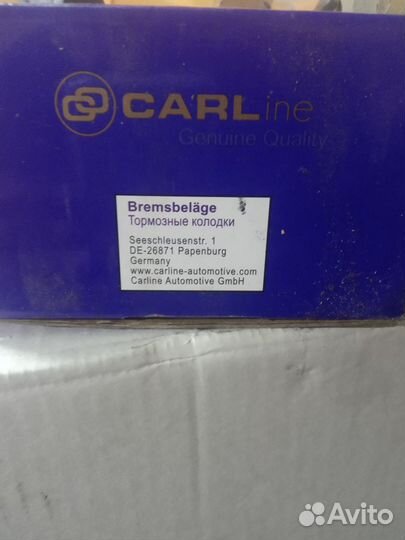 CARLine
Genuine Quality
Bremsbeläge
Тормозные колодки
Seeschleusenstr. 1
DE-26871 Papenburg
Germany
www.carline-automotive.com
Carline Automotive GmbH
Avito